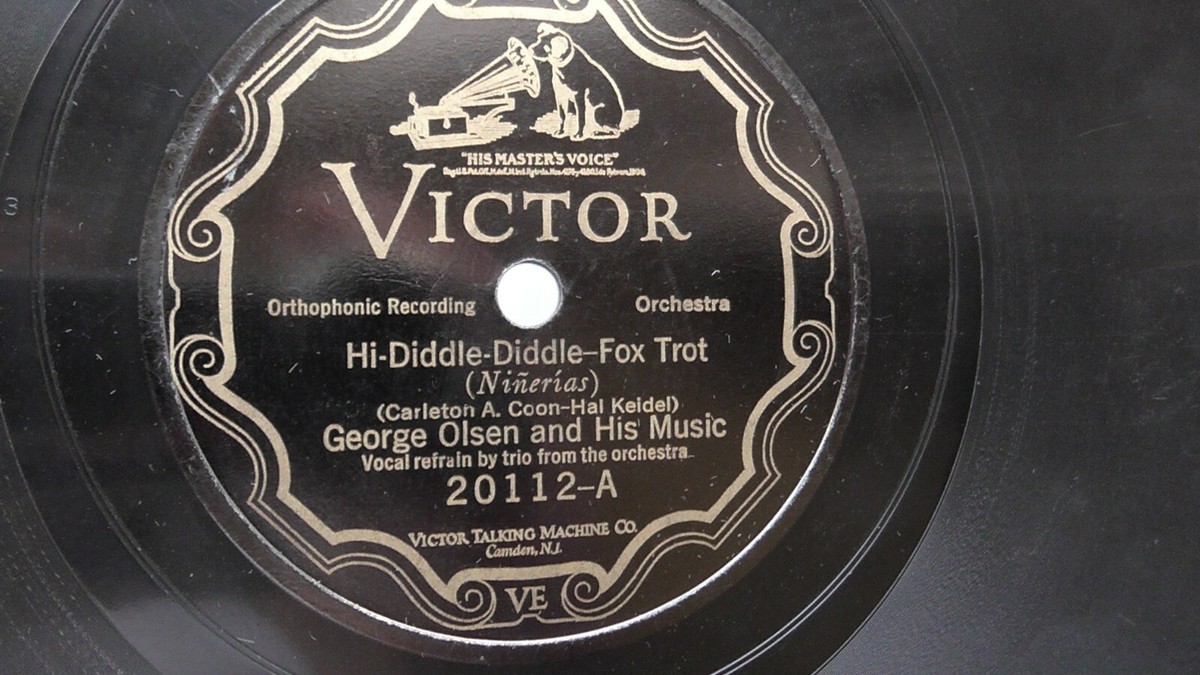 "HIS MASTER'S VOICE"
VICTOR
Orthophonic Recording Orchestra
Hi-Diddle-Diddle–Fox Trot
(Niñerías)
(Carleton A. Coon-Hal Keidel)
George Olsen and His Music
Vocal refrain by trio from the orchestra
20112-A
VICTOR TALKING MACHINE CO.
Camden, N.J.
VE